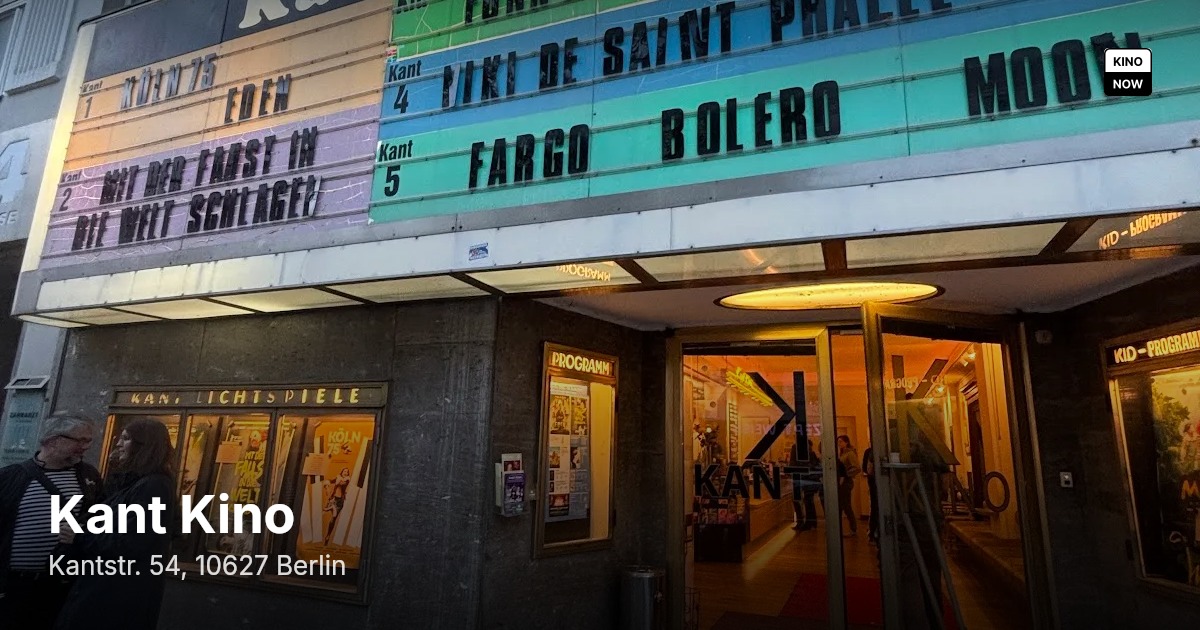 Kant
1
KÖLN 75
EDEN
2
MIT DER FAUST IN
DIE WELT SCHLAGEN
Kant
4
NIKI DE SAINT PHALLE
Kant
5
FARGO BOLERO MOON
KINO
NOW
PROGRAMM
KANT LICHTSPIELE
PROGRAMM
KID - PROGRAMM
KÖLN
75
K
KANT
Kant Kino
Kantstr. 54, 10627 Berlin